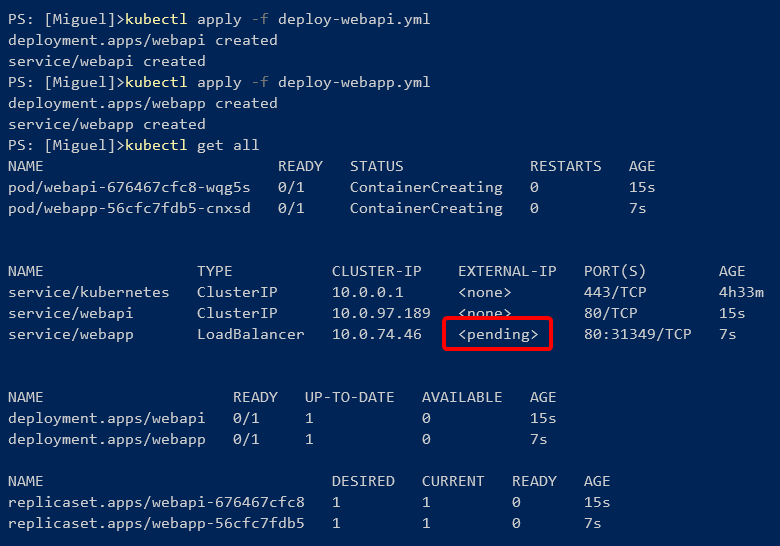 PS: [Miguel]>kubectl apply -f deploy-webapi.yml
deployment.apps/webapi created
service/webapi created
PS: [Miguel]>kubectl apply -f deploy-webapp.yml
deployment.apps/webapp created
service/webapp created
PS: [Miguel]>kubectl get all
NAME READY STATUS RESTARTS AGE
pod/webapi-676467cfc8-wqg5s 0/1 ContainerCreating 0 15s
pod/webapp-56cfc7fdb5-cnxsd 0/1 ContainerCreating 0 7s
NAME TYPE CLUSTER-IP EXTERNAL-IP PORT(S) AGE
service/kubernetes ClusterIP 10.0.0.1 <none> 443/TCP 4h33m
service/webapi ClusterIP 10.0.97.189 <none> 80/TCP 15s
service/webapp LoadBalancer 10.0.74.46 <pending> 80:31349/TCP 7s
NAME READY UP-TO-DATE AVAILABLE AGE
deployment.apps/webapi 0/1 1 0 15s
deployment.apps/webapp 0/1 1 0 7s
NAME DESIRED CURRENT READY AGE
replicaset.apps/webapi-676467cfc8 1 1 0 15s
replicaset.apps/webapp-56cfc7fdb5 1 1 0 7s